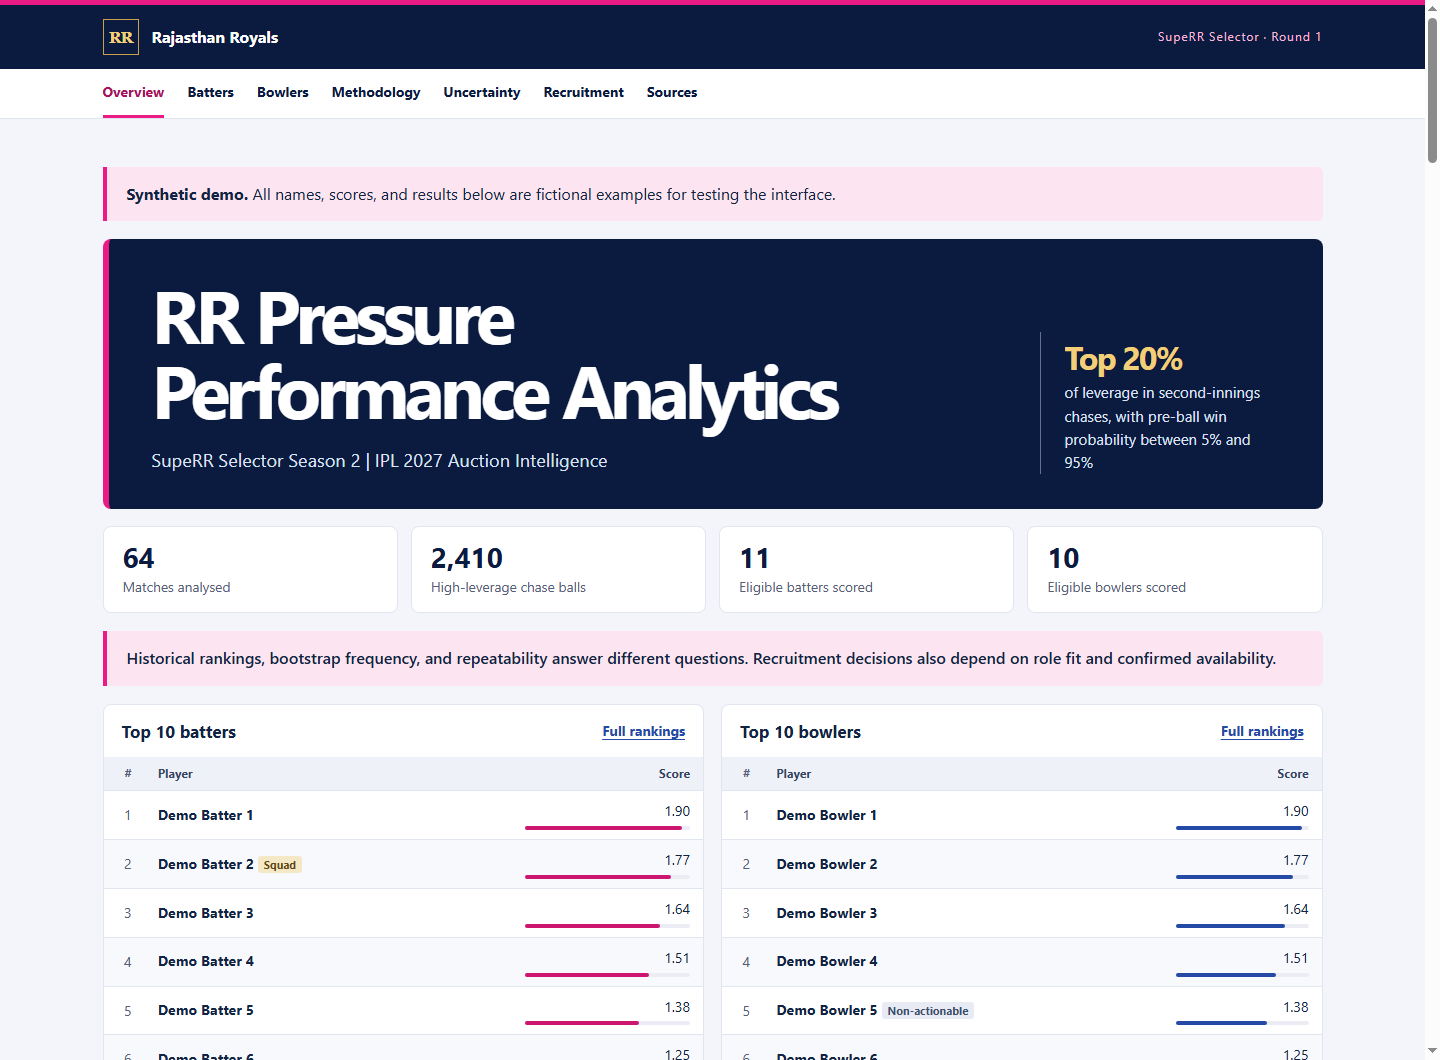 RR Rajasthan Royals
SupeRR Selector · Round 1
Overview Batters Bowlers Methodology Uncertainty Recruitment Sources
Synthetic demo. All names, scores, and results below are fictional examples for testing the interface.
RR Pressure
Performance Analytics
SupeRR Selector Season 2 | IPL 2027 Auction Intelligence
Top 20%
of leverage in second-innings
chases, with pre-ball win
probability between 5% and
95%
64
Matches analysed
2,410
High-leverage chase balls
11
Eligible batters scored
10
Eligible bowlers scored
Historical rankings, bootstrap frequency, and repeatability answer different questions. Recruitment decisions also depend on role fit and confirmed availability.
Top 10 batters Full rankings
# Player Score
1 Demo Batter 1 1.90
2 Demo Batter 2 Squad 1.77
3 Demo Batter 3 1.64
4 Demo Batter 4 1.51
5 Demo Batter 5 1.38
6 Demo Batter 6 1.25
Top 10 bowlers Full rankings
# Player Score
1 Demo Bowler 1 1.90
2 Demo Bowler 2 1.77
3 Demo Bowler 3 1.64
4 Demo Bowler 4 1.51
5 Demo Bowler 5 Non-actionable 1.38
6 Demo Bowler 6 1.25